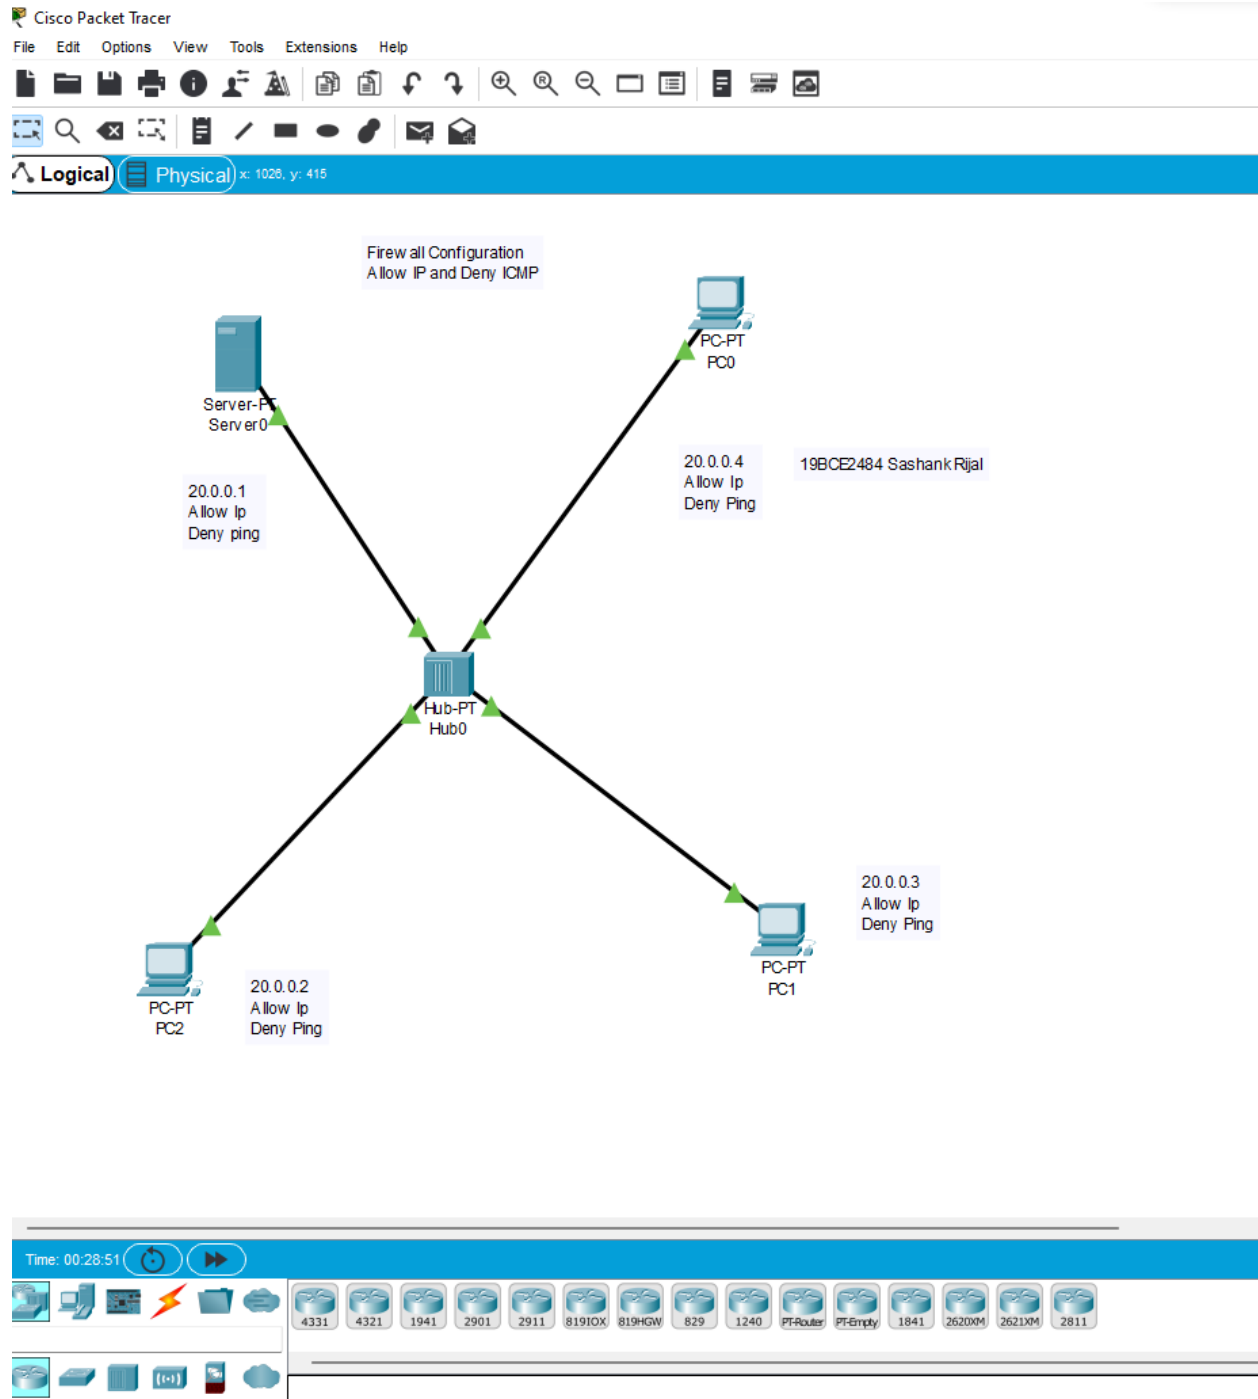 Cisco Packet Tracer
File Edit Options View Tools Extensions Help
Logical Physical x: 1026, y: 415
Firewall Configuration
Allow IP and Deny ICMP
PC-PT
PC0
Server-PT
Server0
20.0.0.4
Allow Ip
Deny Ping
19BCE2484 Sashank Rijal
20.0.0.1
Allow Ip
Deny ping
Hub-PT
Hub0
20.0.0.3
Allow Ip
Deny Ping
PC-PT
PC1
20.0.0.2
Allow Ip
Deny Ping
PC-PT
PC2
Time: 00:28:51
4331 4321 1941 2901 2911 819IOX 819HGW 829 1240 PT-Router PT-Empty 1841 2620XM 2621XM 2811